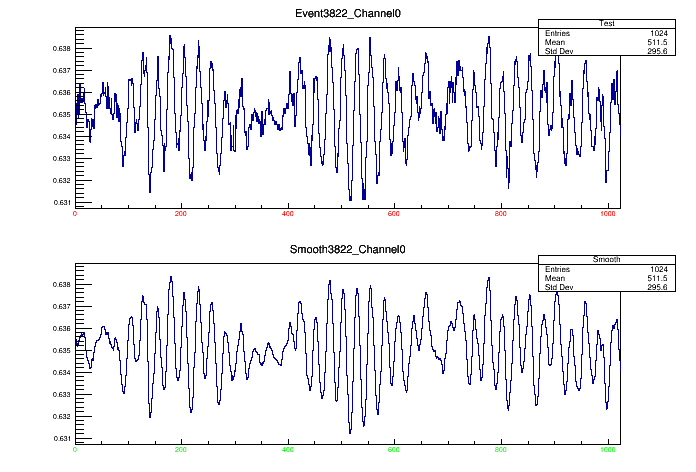 Event3822_Channel0
Test
Entries 1024
Mean 511.5
Std Dev 295.6
0.638
0.637
0.636
0.635
0.634
0.633
0.632
0.631
0 200 400 600 800 1000
Smooth3822_Channel0
Smooth
Entries 1024
Mean 511.5
Std Dev 295.6
0.638
0.637
0.636
0.635
0.634
0.633
0.632
0.631
0 200 400 600 800 1000